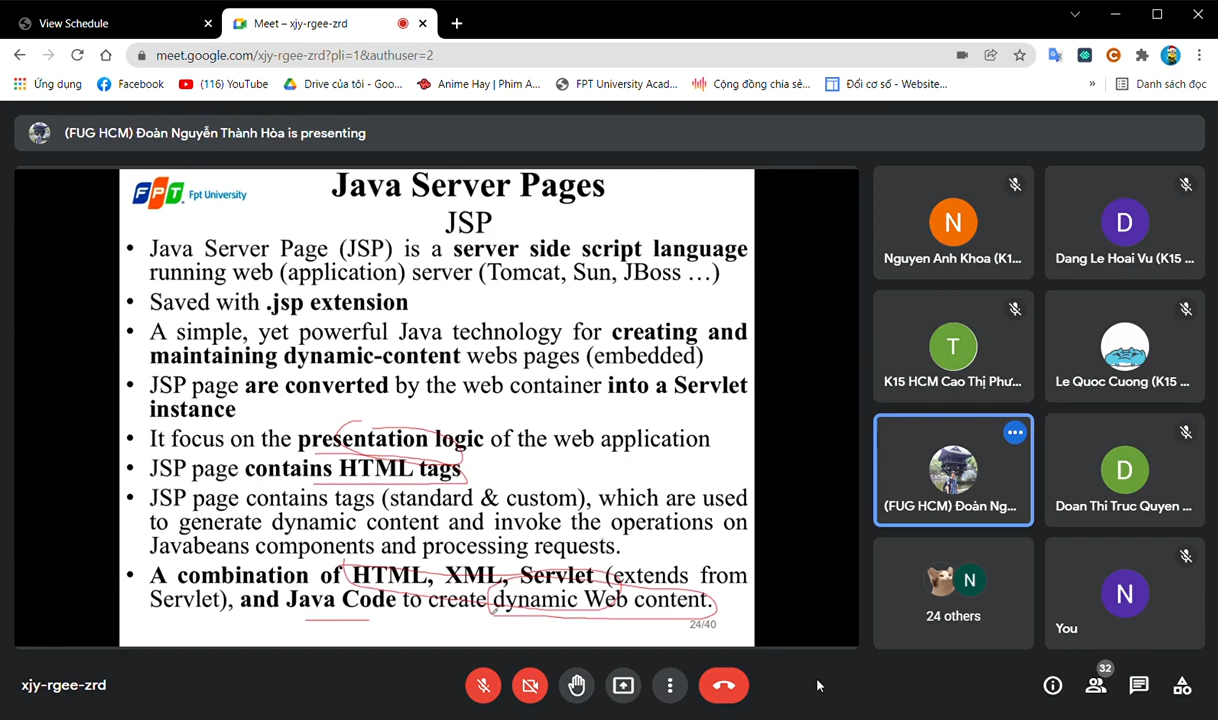 View Schedule
Meet – xjy-rgee-zrd
meet.google.com/xjy-rgee-zrd?pli=1&authuser=2
Ứng dụng
Facebook
(116) YouTube
Drive của tôi - Goo...
Anime Hay | Phim A...
FPT University Acad...
Cộng đồng chia sẻ...
Đổi cơ số - Website...
»
Danh sách đọc
(FUG HCM) Đoàn Nguyễn Thành Hòa is presenting
FPT Fpt University
Java Server Pages
JSP
• Java Server Page (JSP) is a server side script language
running web (application) server (Tomcat, Sun, JBoss …)
• Saved with .jsp extension
• A simple, yet powerful Java technology for creating and
maintaining dynamic-content webs pages (embedded)
• JSP page are converted by the web container into a Servlet
instance
• It focus on the presentation logic of the web application
• JSP page contains HTML tags
• JSP page contains tags (standard & custom), which are used
to generate dynamic content and invoke the operations on
Javabeans components and processing requests.
• A combination of HTML, XML, Servlet (extends from
Servlet), and Java Code to create dynamic Web content.
24/40
N
Nguyen Anh Khoa (K1...
D
Dang Le Hoai Vu (K15 ...
T
K15 HCM Cao Thị Phư...
Le Quoc Cuong (K15 ...
(FUG HCM) Đoàn Ng...
D
Doan Thi Truc Quyen ...
N
24 others
N
You
xjy-rgee-zrd
32